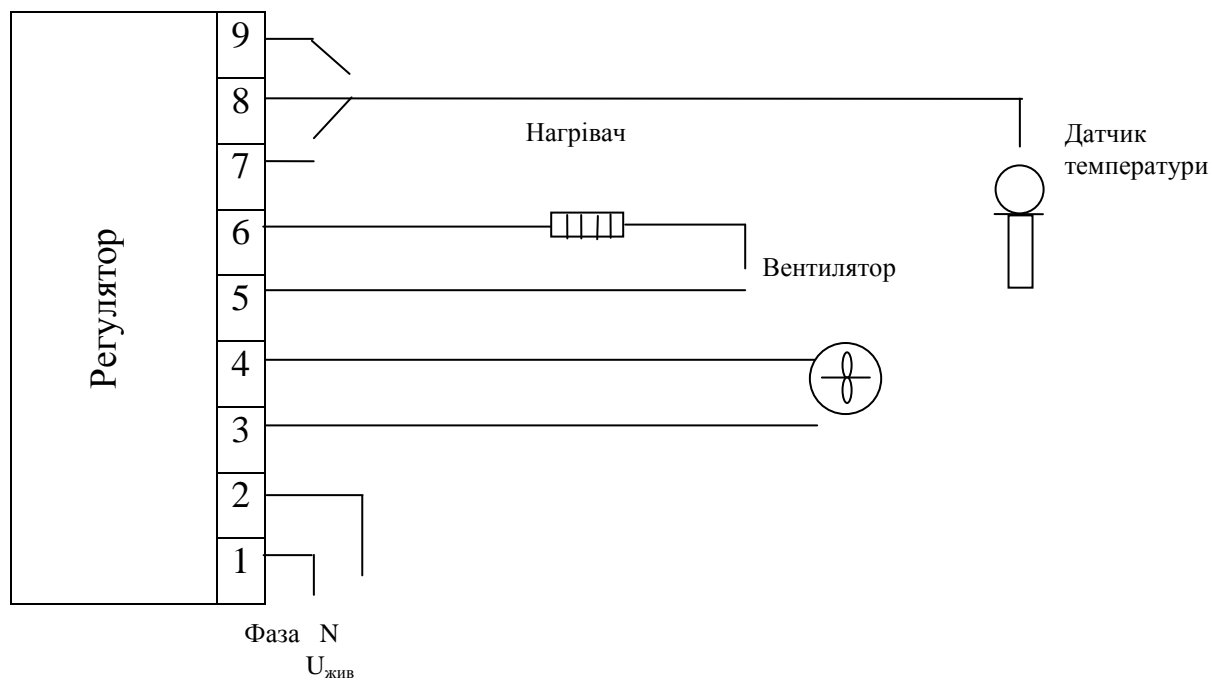 9
8
7
6
5
4
3
2
1
Регулятор
Нагрівач
Датчик
температури
Вентилятор
Фаза N
Uжив